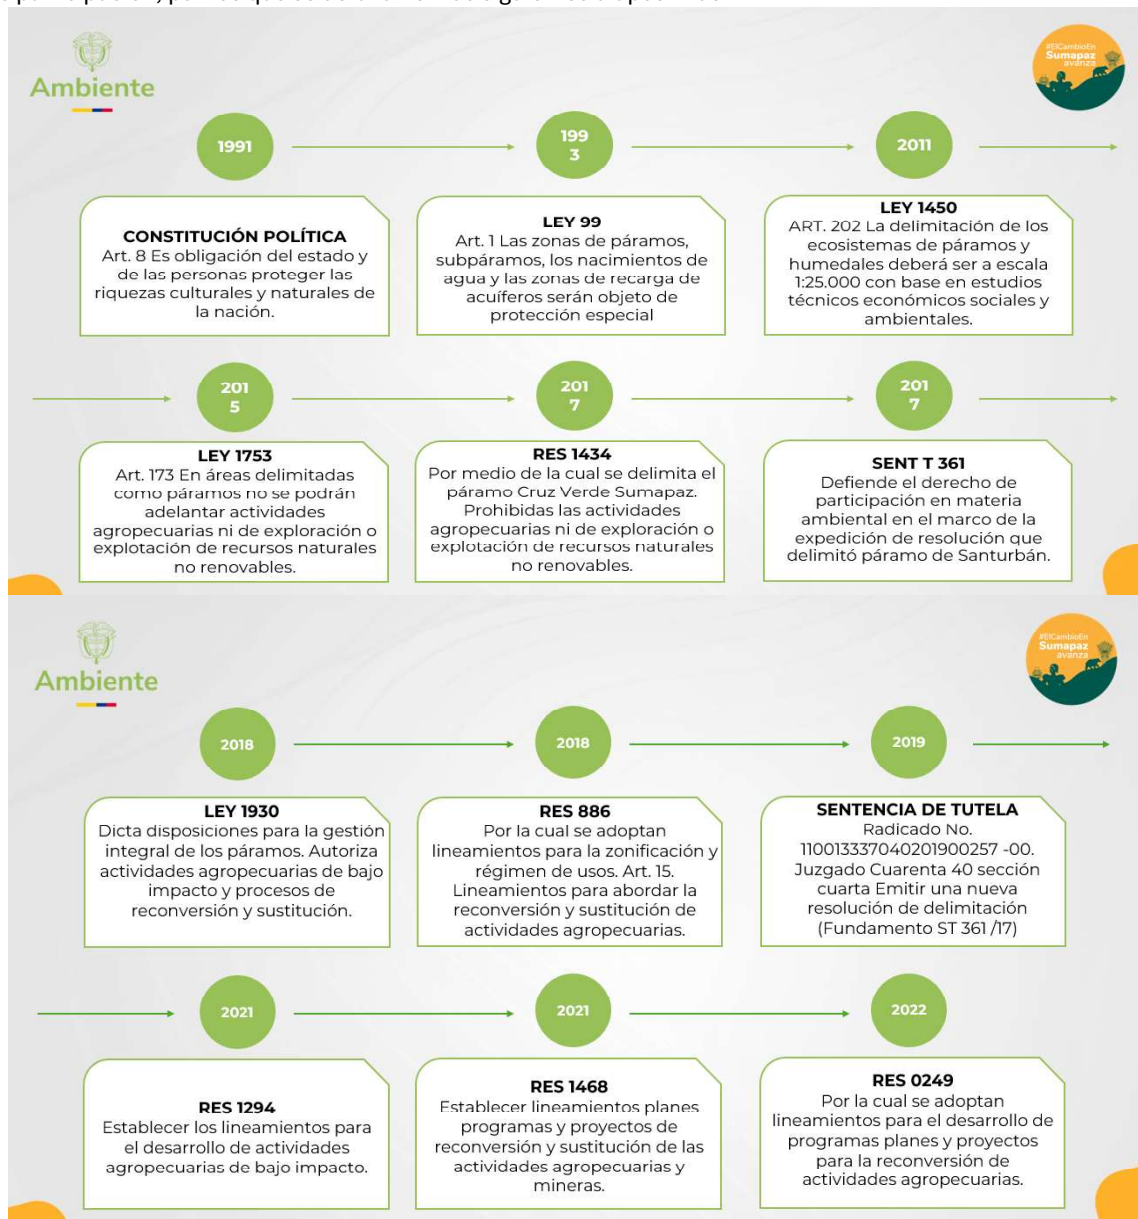 #ElCambioEn
Sumapaz
avanza
Ambiente
1991
199
3
2011
CONSTITUCIÓN POLÍTICA
Art. 8 Es obligación del estado y
de las personas proteger las
riquezas culturales y naturales de
la nación.
LEY 99
Art. 1 Las zonas de páramos,
subpáramos, los nacimientos de
agua y las zonas de recarga de
acuíferos serán objeto de
protección especial
LEY 1450
ART. 202 La delimitación de los
ecosistemas de páramos y
humedales deberá ser a escala
1:25.000 con base en estudios
técnicos económicos sociales y
ambientales.
201
5
201
7
201
7
LEY 1753
Art. 173 En áreas delimitadas
como páramos no se podrán
adelantar actividades
agropecuarias ni de exploración o
explotación de recursos naturales
no renovables.
RES 1434
Por medio de la cual se delimita el
páramo Cruz Verde Sumapaz.
Prohibidas las actividades
agropecuarias ni de exploración o
explotación de recursos naturales
no renovables.
SENT T 361
Defiende el derecho de
participación en materia
ambiental en el marco de la
expedición de resolución que
delimitó páramo de Santurbán.
#ElCambioEn
Sumapaz
avanza
Ambiente
2018
2018
2019
LEY 1930
Dicta disposiciones para la gestión
integral de los páramos. Autoriza
actividades agropecuarias de bajo
impacto y procesos de
reconversión y sustitución.
RES 886
Por la cual se adoptan
lineamientos para la zonificación y
régimen de usos. Art. 15.
Lineamientos para abordar la
reconversión y sustitución de
actividades agropecuarias.
SENTENCIA DE TUTELA
Radicado No.
110013337040201900257 -00.
Juzgado Cuarenta 40 sección
cuarta Emitir una nueva
resolución de delimitación
(Fundamento ST 361 /17)
2021
2021
2022
RES 1294
Establecer los lineamientos para
el desarrollo de actividades
agropecuarias de bajo impacto.
RES 1468
Establecer lineamientos planes
programas y proyectos de
reconversión y sustitución de las
actividades agropecuarias y
mineras.
RES 0249
Por la cual se adoptan
lineamientos para el desarrollo de
programas planes y proyectos
para la reconversión de
actividades agropecuarias.